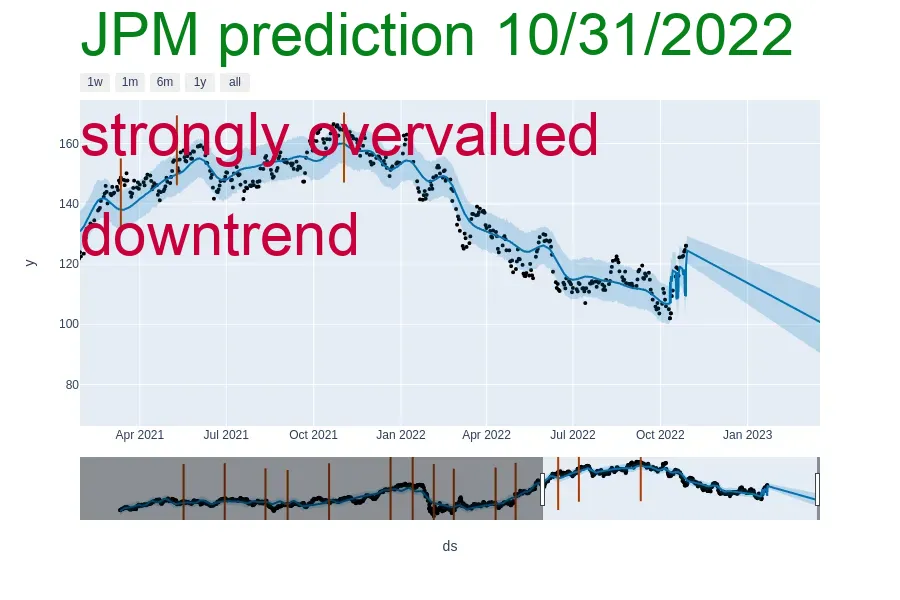 JPM prediction 10/31/2022
1w 1m 6m 1y all
strongly overvalued
downtrend
160
140
120
100
80
y
Apr 2021 Jul 2021 Oct 2021 Jan 2022 Apr 2022 Jul 2022 Oct 2022 Jan 2023
ds